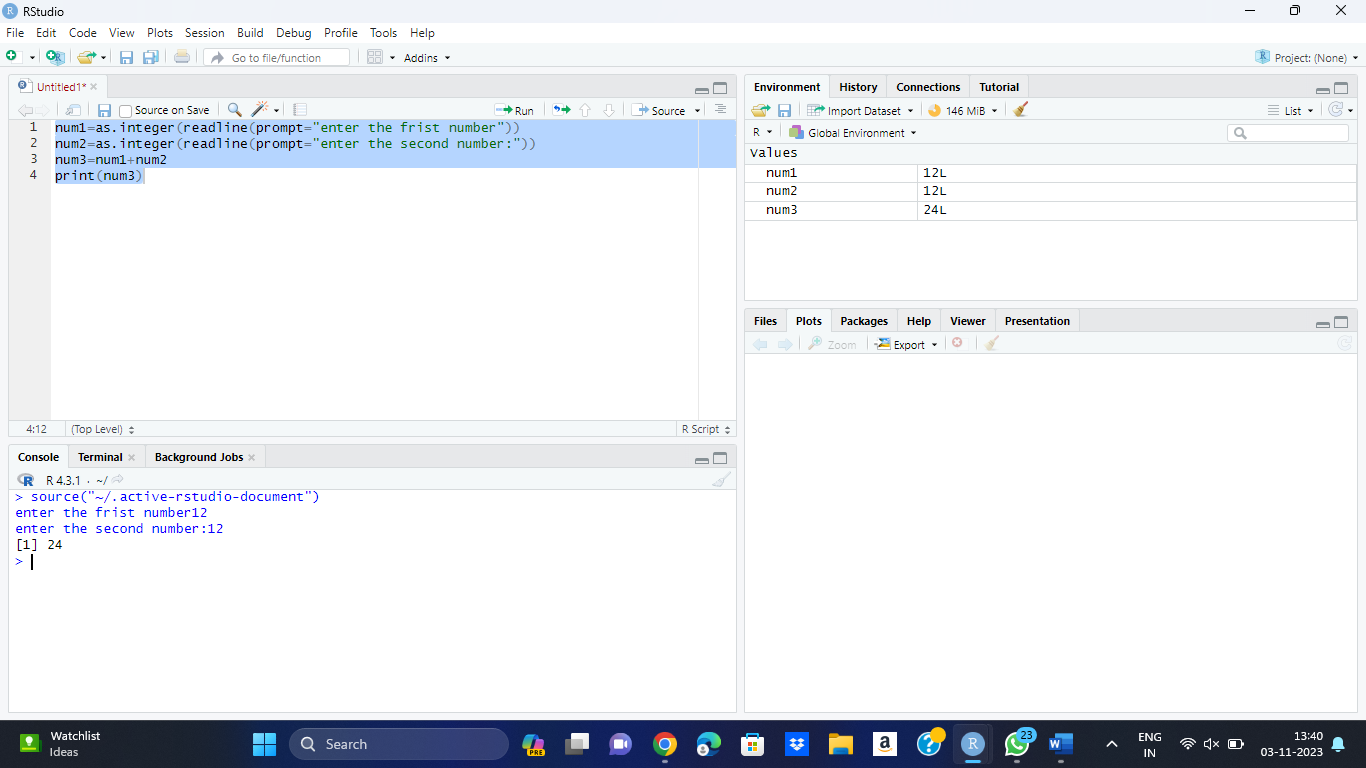 RStudio
File Edit Code View Plots Session Build Debug Profile Tools Help
Go to file/function Addins Project: (None)
Untitled1*
Source on Save Run Source
1 num1=as.integer(readline(prompt="enter the frist number"))
2 num2=as.integer(readline(prompt="enter the second number:"))
3 num3=num1+num2
4 print(num3)
4:12 (Top Level) R Script
Console Terminal Background Jobs
R 4.3.1 · ~/
> source("~/.active-rstudio-document")
enter the frist number12
enter the second number:12
[1] 24
>
Environment History Connections Tutorial
Import Dataset 146 MiB List
R Global Environment
Values
num1 12L
num2 12L
num3 24L
Files Plots Packages Help Viewer Presentation
Zoom Export
Watchlist
Ideas
Search
PRE
23
ENG
IN
13:40
03-11-2023